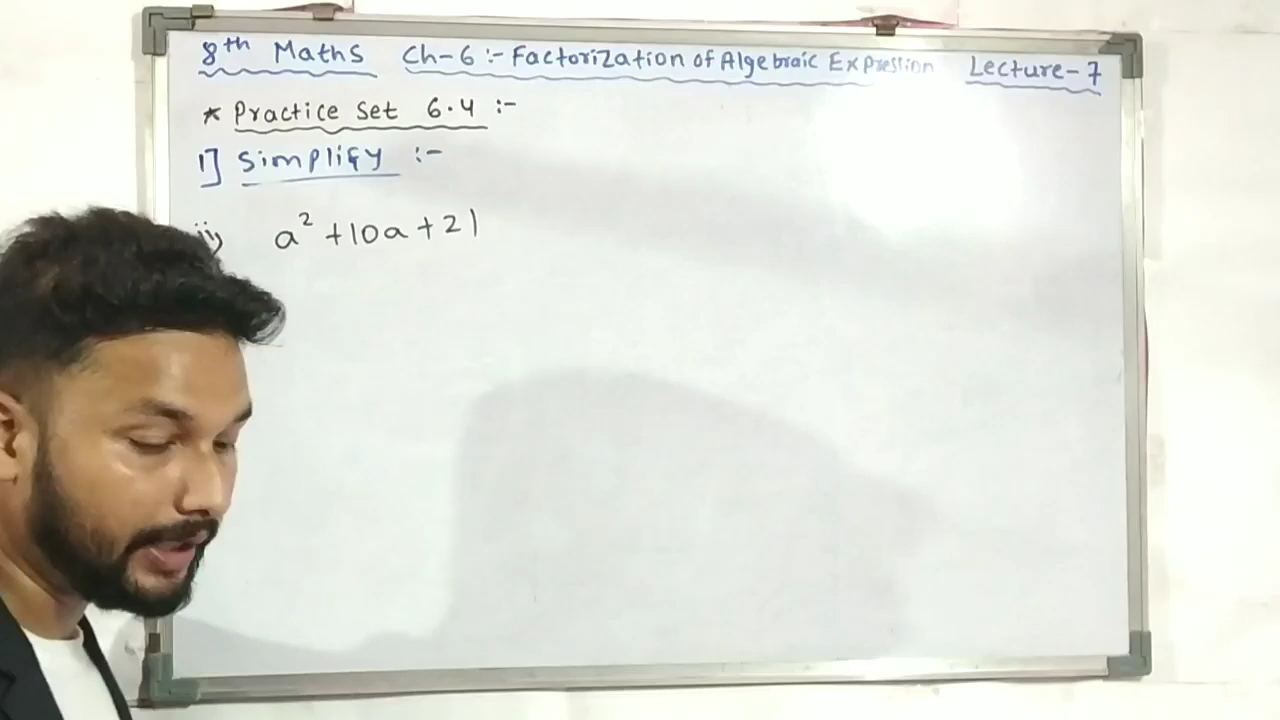 8th Maths Ch-6 :- Factorization of Algebraic Expression Lecture-7
* Practice Set 6.4 :-
1] Simplify :-
ii) a² + 10a + 21